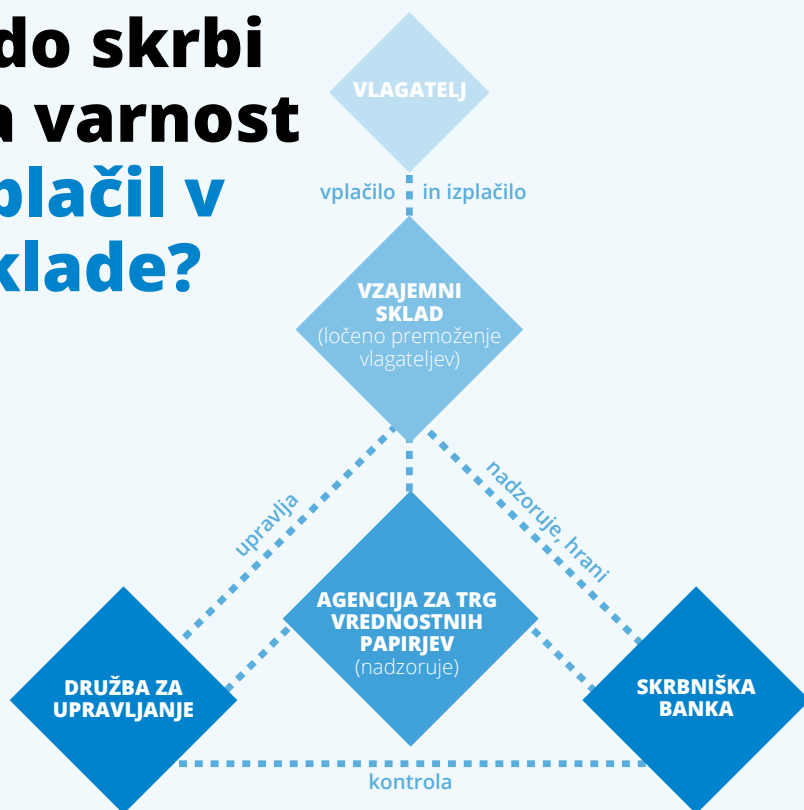 do skrbi
a varnost
plačil v
klade?
VLAGATELJ
vplačilo in izplačilo
VZAJEMNI
SKLAD
(ločeno premoženje
vlagateljev)
upravlja
nadzoruje, hrani
AGENCIJA ZA TRG
VREDNOSTNIH
PAPIRJEV
(nadzoruje)
DRUŽBA ZA
UPRAVLJANJE
SKRBNIŠKA
BANKA
kontrola